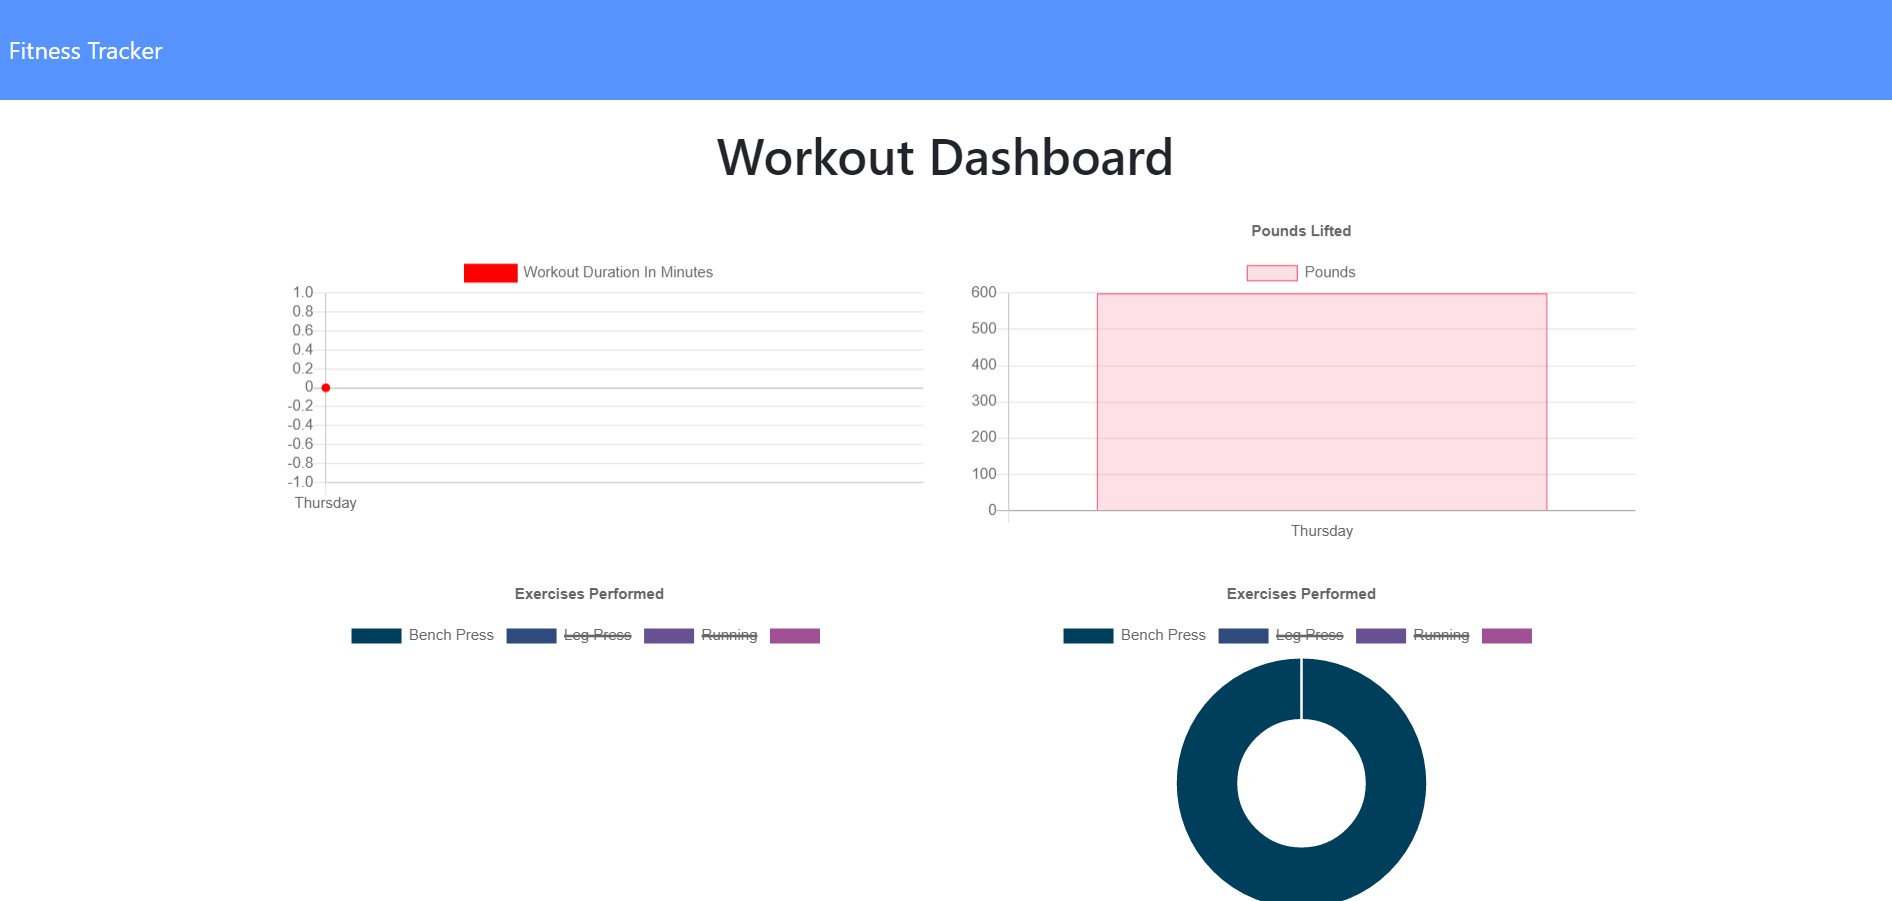 Fitness Tracker
Workout Dashboard
Workout Duration In Minutes
1.0
0.8
0.6
0.4
0.2
0
-0.2
-0.4
-0.6
-0.8
-1.0
Thursday
Pounds Lifted
Pounds
600
500
400
300
200
100
0
Thursday
Exercises Performed
Bench Press Leg Press Running
Exercises Performed
Bench Press Leg Press Running